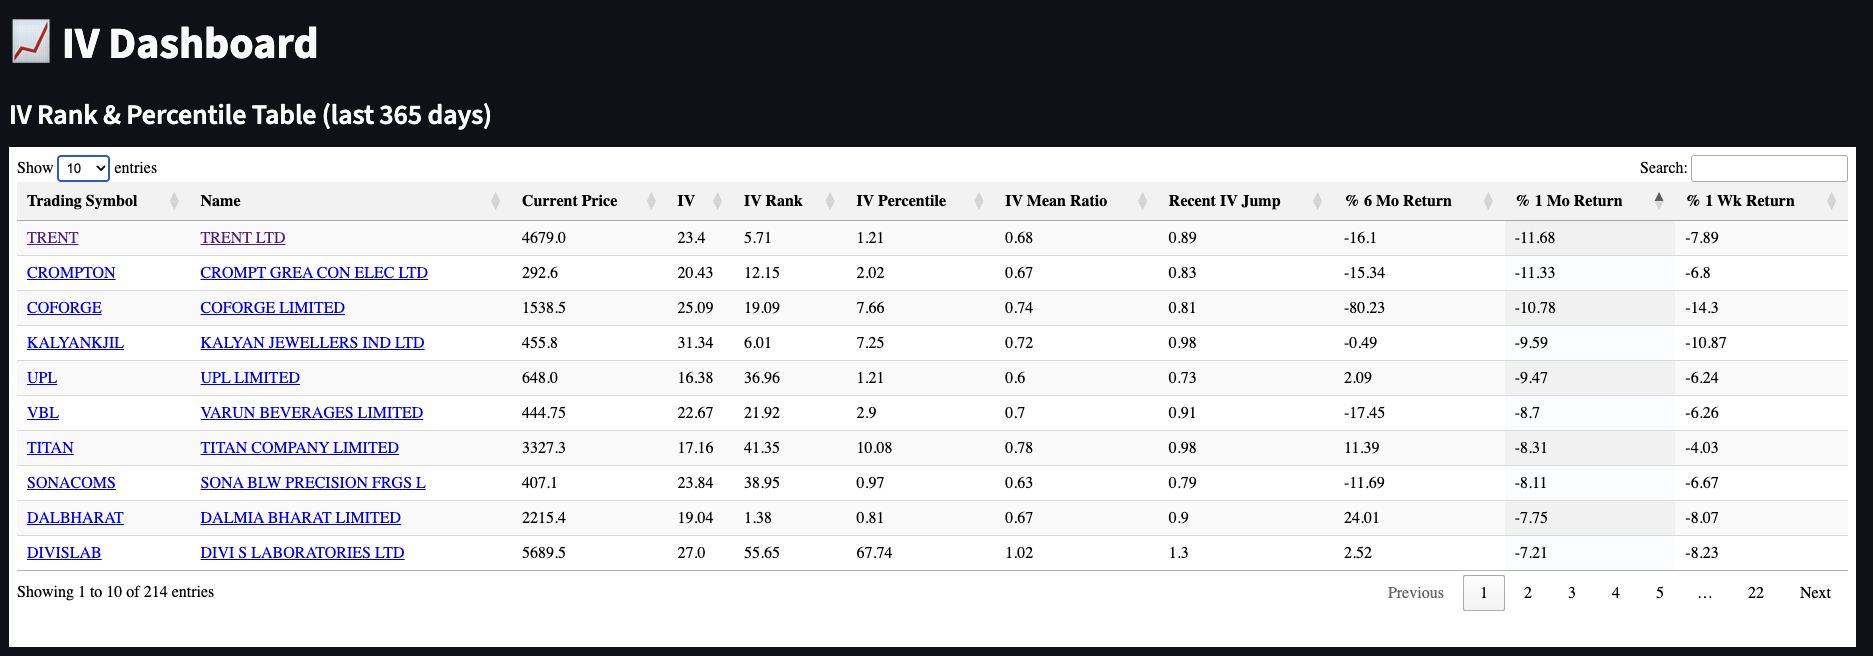 IV Dashboard
IV Rank & Percentile Table (last 365 days)
Show 10 entries Search:
Trading Symbol Name Current Price IV IV Rank IV Percentile IV Mean Ratio Recent IV Jump % 6 Mo Return % 1 Mo Return % 1 Wk Return
TRENT TRENT LTD 4679.0 23.4 5.71 1.21 0.68 0.89 -16.1 -11.68 -7.89
CROMPTON CROMPT GREA CON ELEC LTD 292.6 20.43 12.15 2.02 0.67 0.83 -15.34 -11.33 -6.8
COFORGE COFORGE LIMITED 1538.5 25.09 19.09 7.66 0.74 0.81 -80.23 -10.78 -14.3
KALYANKJIL KALYAN JEWELLERS IND LTD 455.8 31.34 6.01 7.25 0.72 0.98 -0.49 -9.59 -10.87
UPL UPL LIMITED 648.0 16.38 36.96 1.21 0.6 0.73 2.09 -9.47 -6.24
VBL VARUN BEVERAGES LIMITED 444.75 22.67 21.92 2.9 0.7 0.91 -17.45 -8.7 -6.26
TITAN TITAN COMPANY LIMITED 3327.3 17.16 41.35 10.08 0.78 0.98 11.39 -8.31 -4.03
SONACOMS SONA BLW PRECISION FRGS L 407.1 23.84 38.95 0.97 0.63 0.79 -11.69 -8.11 -6.67
DALBHARAT DALMIA BHARAT LIMITED 2215.4 19.04 1.38 0.81 0.67 0.9 24.01 -7.75 -8.07
DIVISLAB DIVI S LABORATORIES LTD 5689.5 27.0 55.65 67.74 1.02 1.3 2.52 -7.21 -8.23
Showing 1 to 10 of 214 entries Previous 1 2 3 4 5 … 22 Next